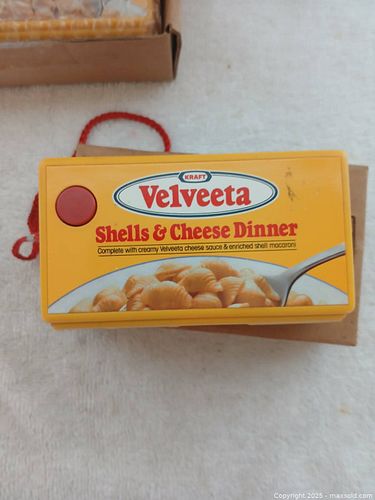 KRAFT
Velveeta
Shells & Cheese Dinner
Complete with creamy Velveeta cheese sauce & enriched shell macaroni
Copyright © 2025 - maxsold.com